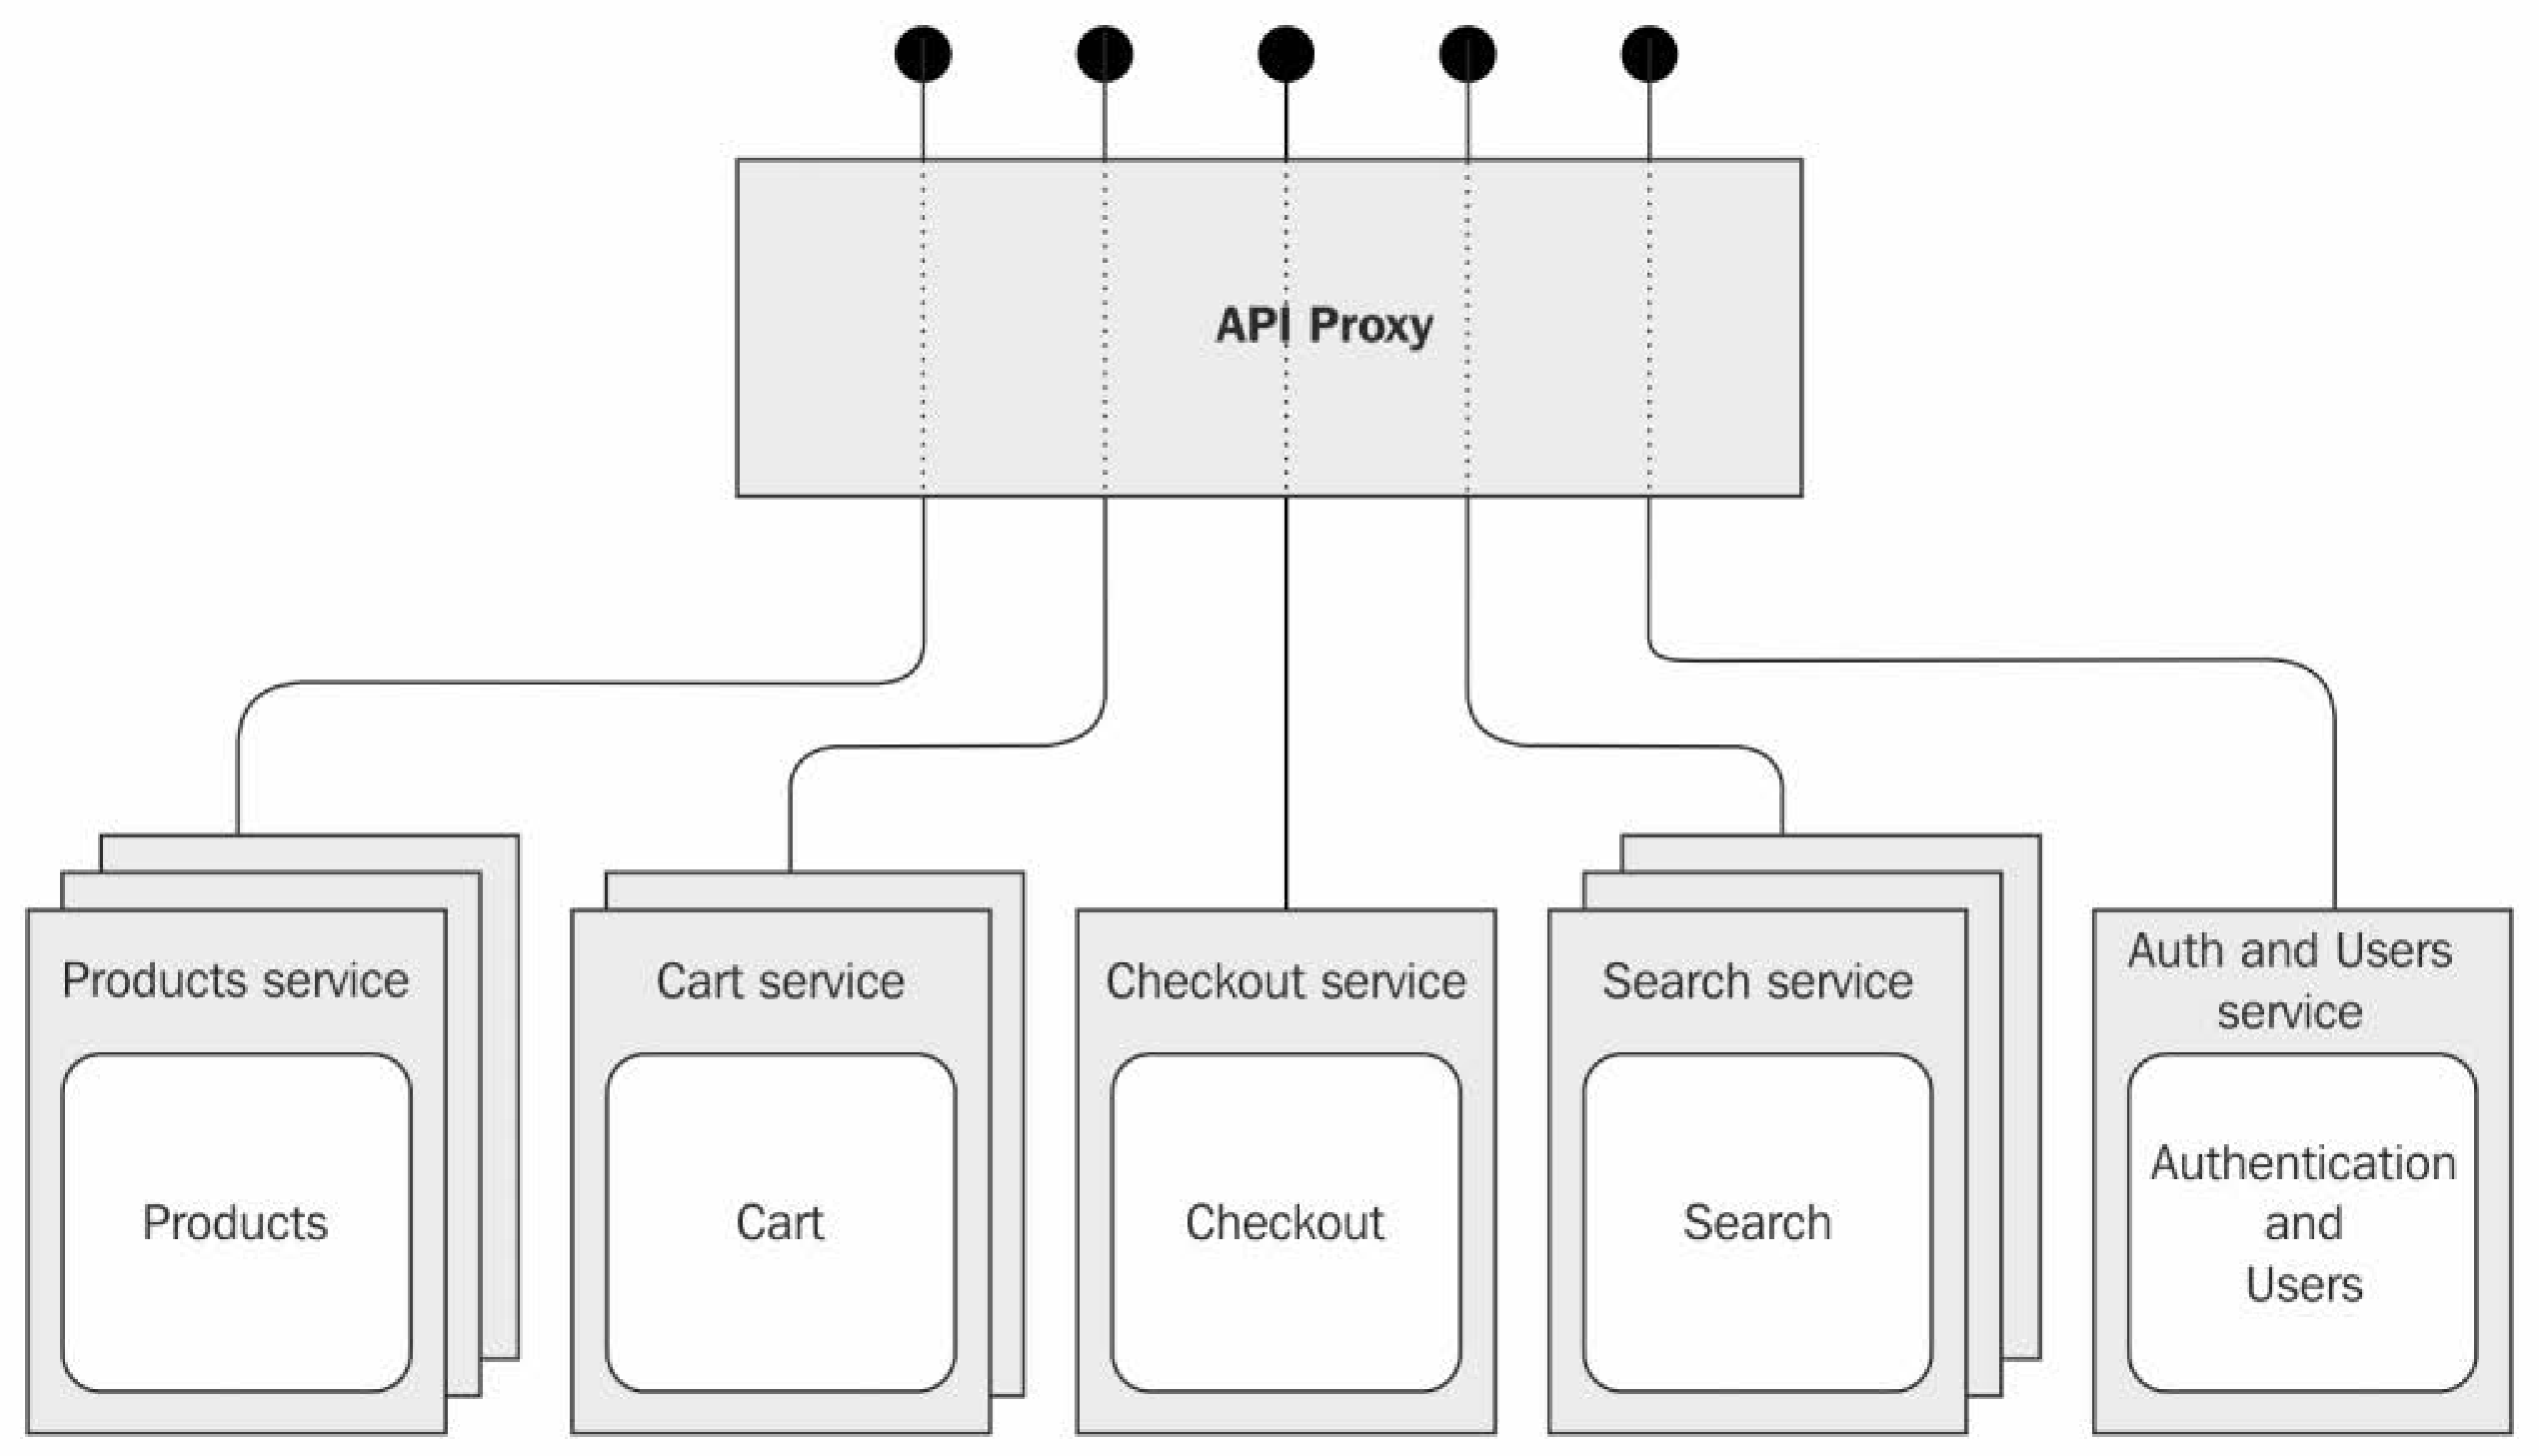 API Proxy
Products service
Cart service
Checkout service
Search service
Auth and Users
service
Products
Cart
Checkout
Search
Authentication
and
Users